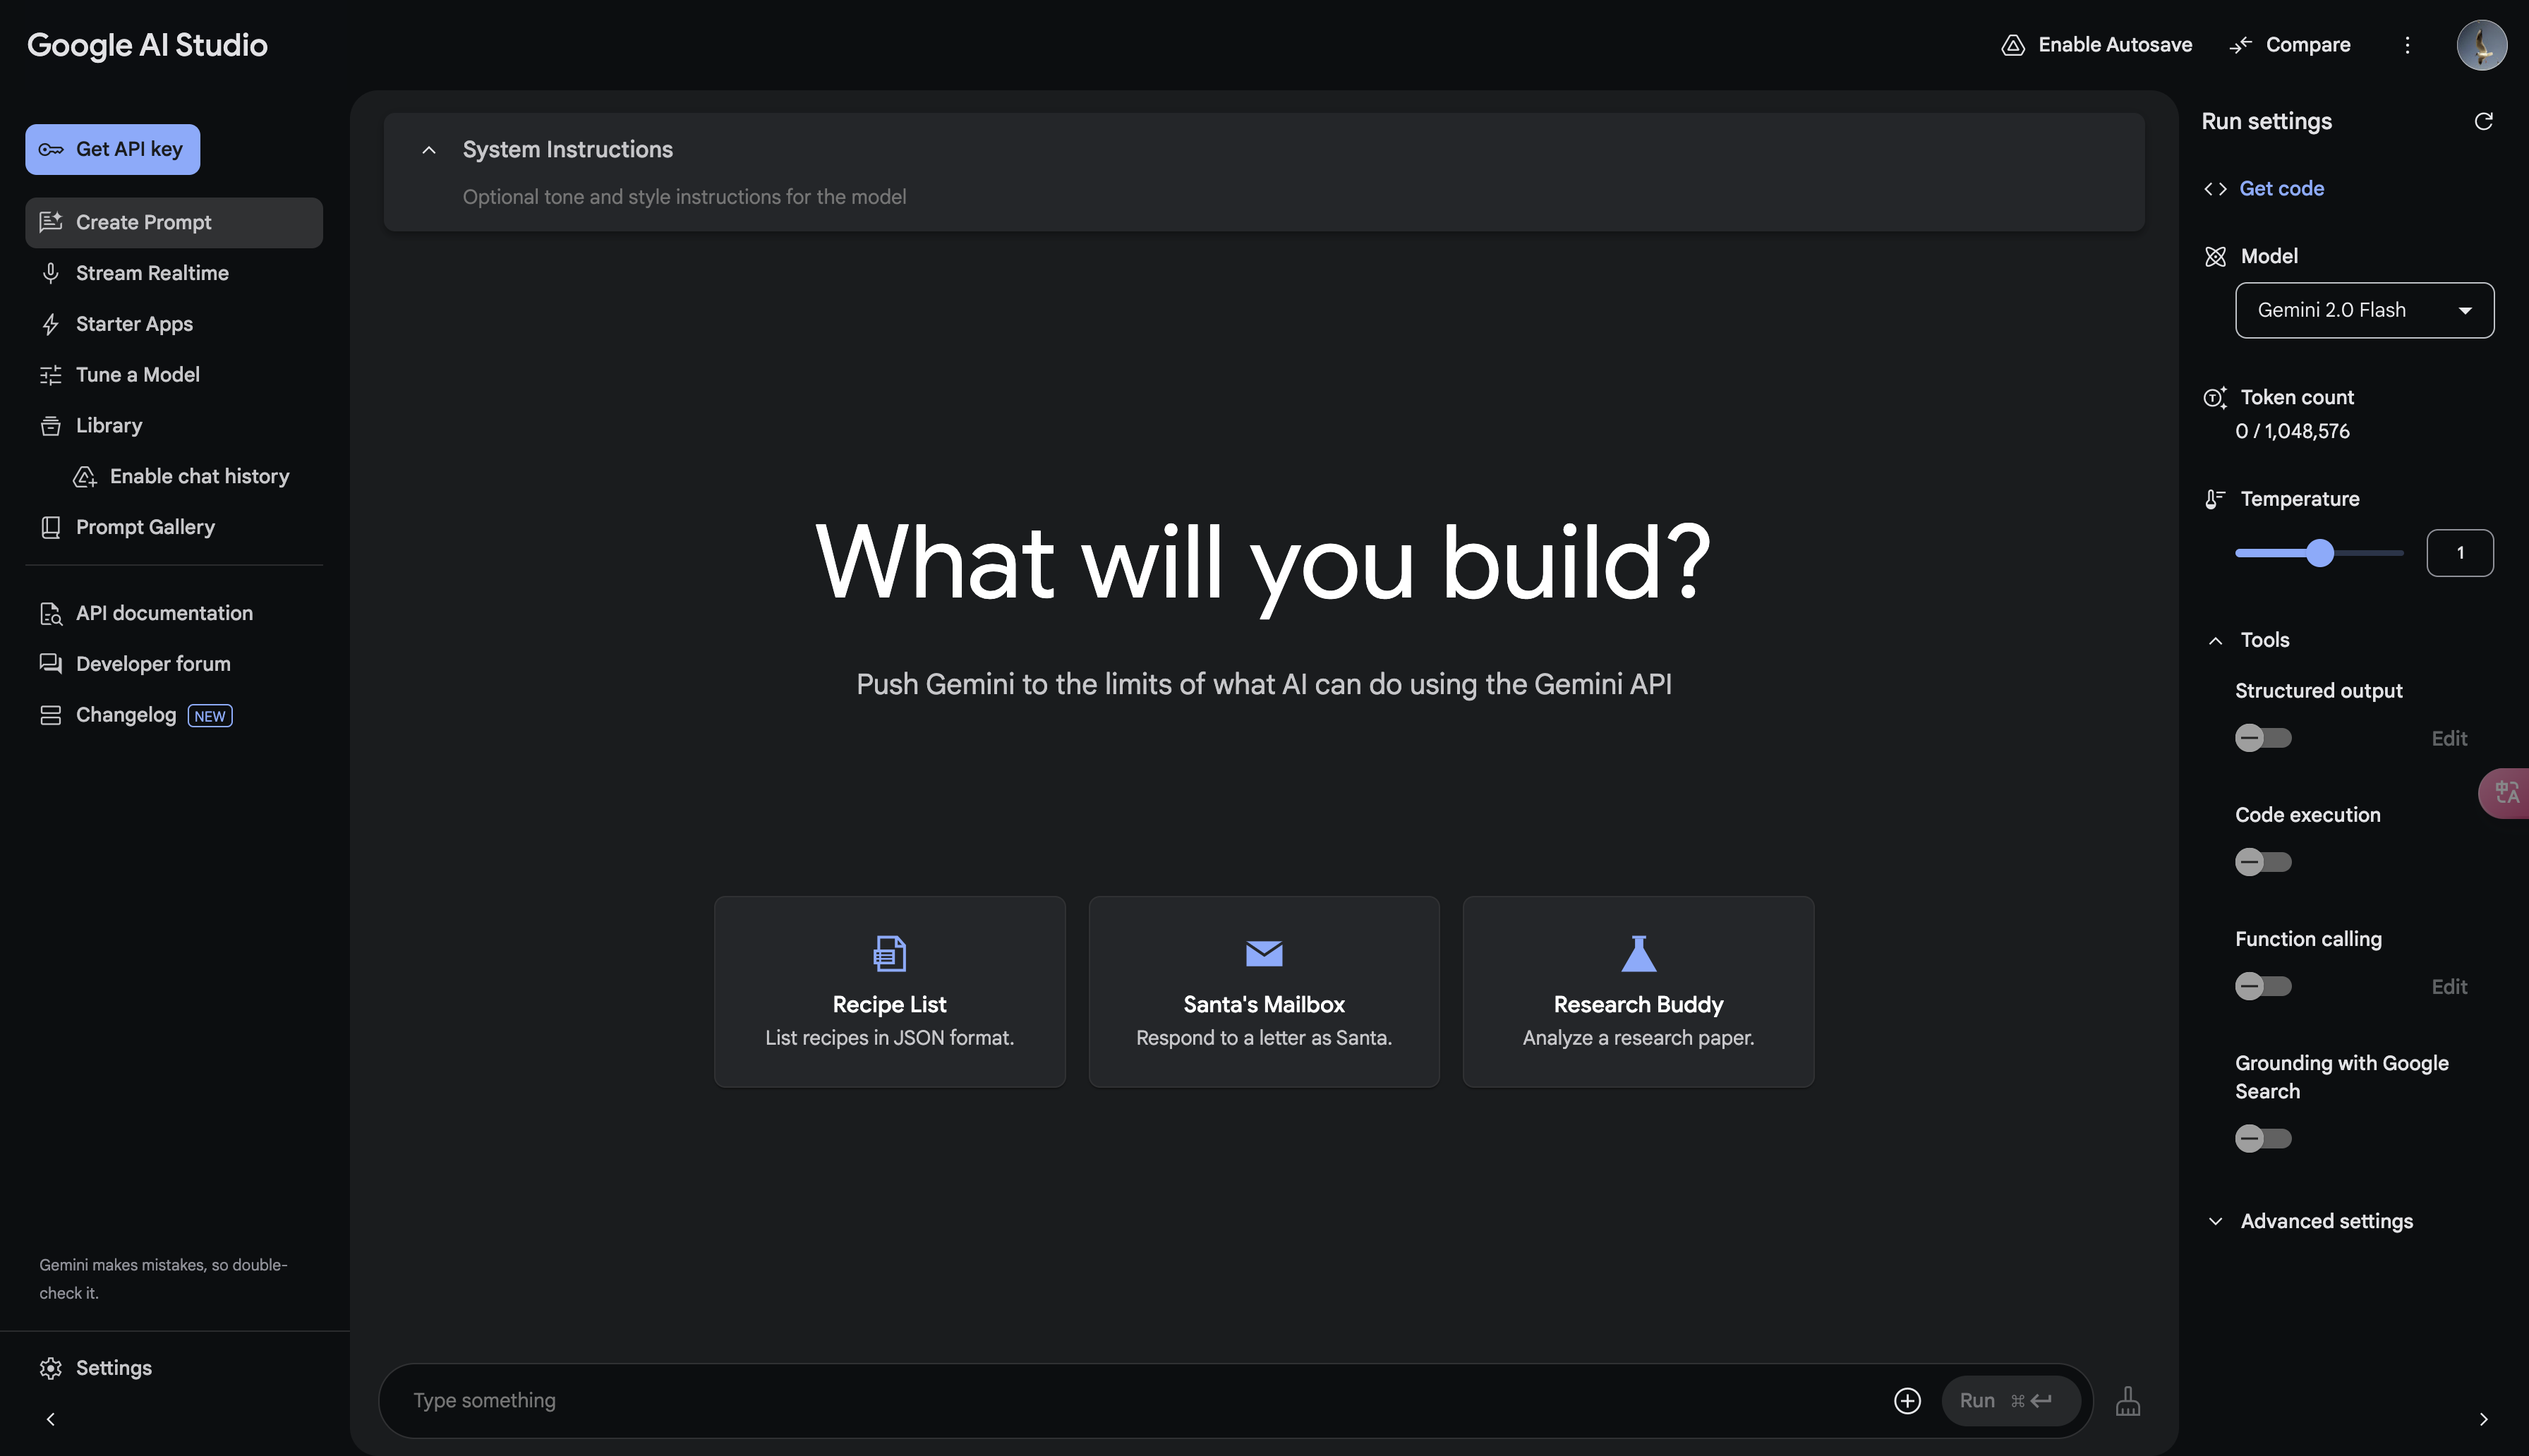 Google AI Studio
Enable Autosave
Compare
Get API key
Create Prompt
Stream Realtime
Starter Apps
Tune a Model
Library
Enable chat history
Prompt Gallery
API documentation
Developer forum
Changelog NEW
Gemini makes mistakes, so double-
check it.
Settings
System Instructions
Optional tone and style instructions for the model
What will you build?
Push Gemini to the limits of what AI can do using the Gemini API
Recipe List
List recipes in JSON format.
Santa's Mailbox
Respond to a letter as Santa.
Research Buddy
Analyze a research paper.
Type something
Run ⌘
Run settings
Get code
Model
Gemini 2.0 Flash
Token count
0 / 1,048,576
Temperature
1
Tools
Structured output
Edit
中A
Code execution
Function calling
Edit
Grounding with Google
Search
Advanced settings